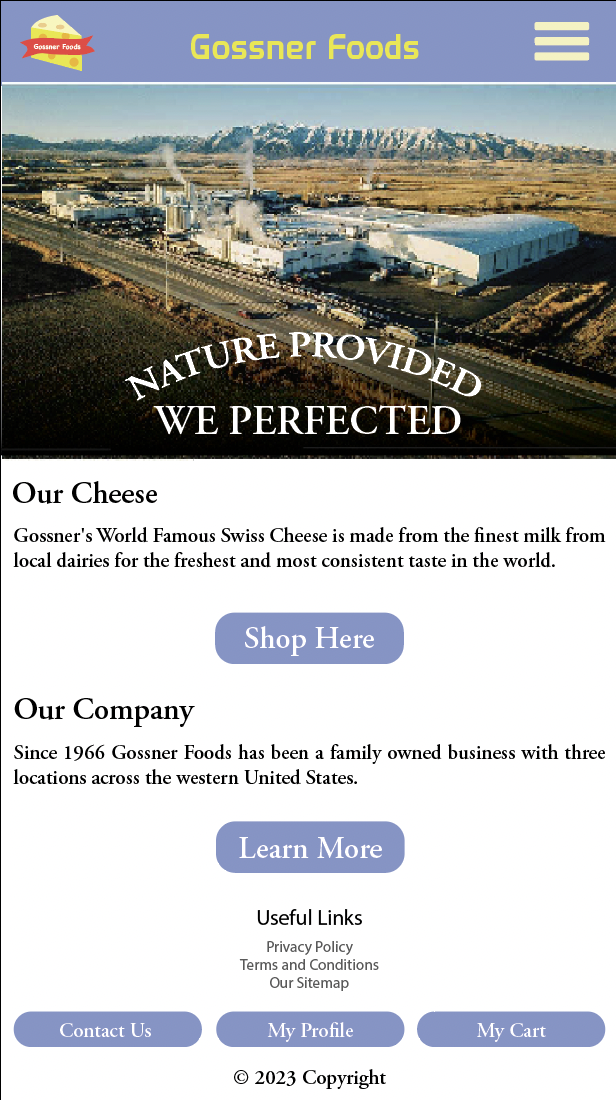 Gossner Foods
Gossner Foods
NATURE PROVIDED
WE PERFECTED
Our Cheese
Gossner's World Famous Swiss Cheese is made from the finest milk from
local dairies for the freshest and most consistent taste in the world.
Shop Here
Our Company
Since 1966 Gossner Foods has been a family owned business with three
locations across the western United States.
Learn More
Useful Links
Privacy Policy
Terms and Conditions
Our Sitemap
Contact Us
My Profile
My Cart
© 2023 Copyright